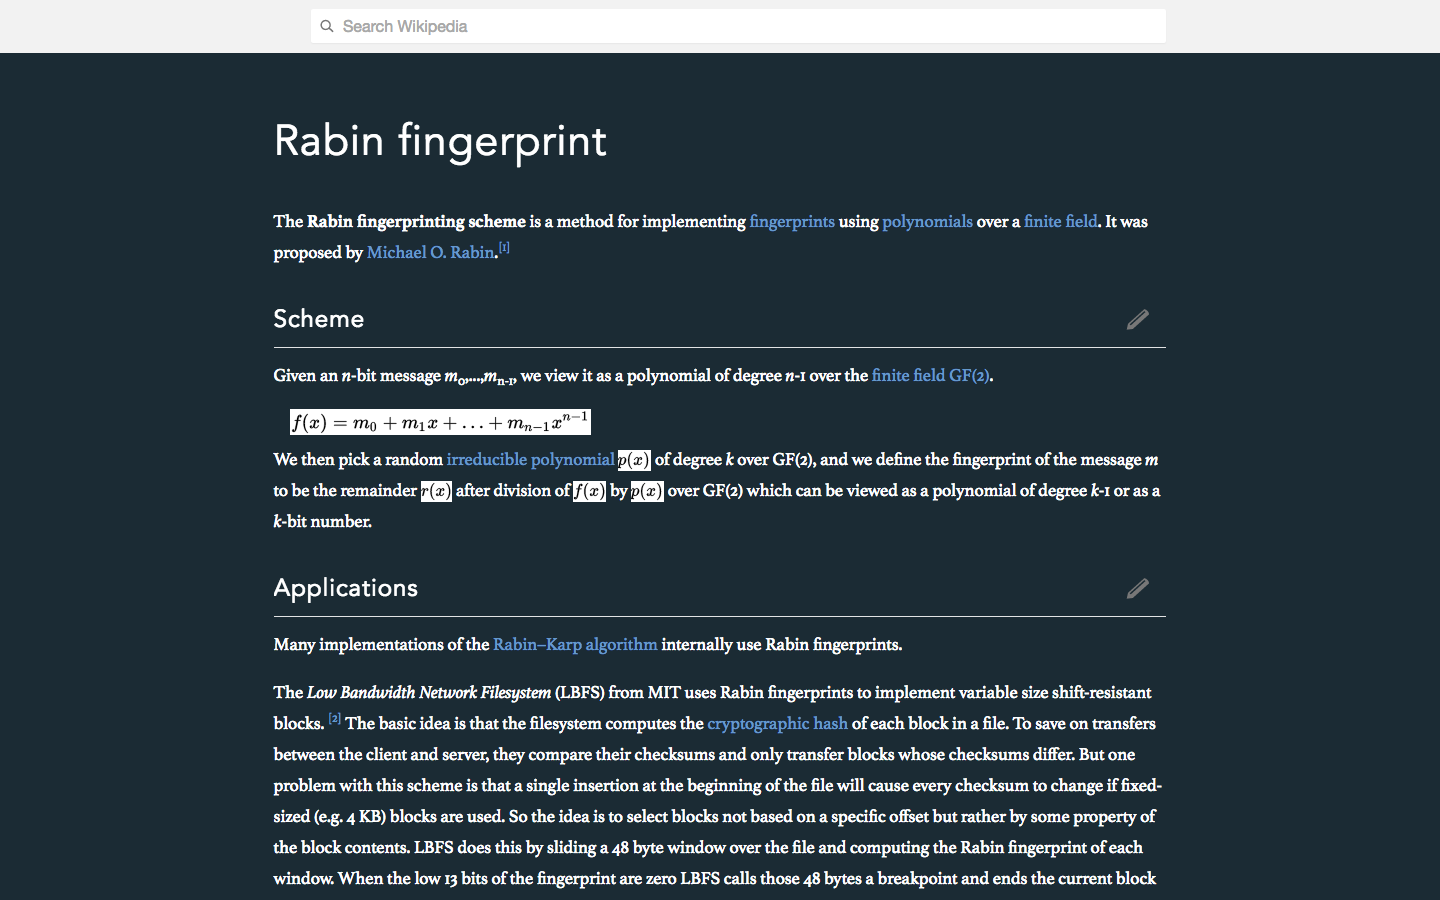 Search Wikipedia
Rabin fingerprint
The Rabin fingerprinting scheme is a method for implementing fingerprints using polynomials over a finite field. It was
proposed by Michael O. Rabin.[1]
Scheme
Given an n-bit message m0,...,mn-1, we view it as a polynomial of degree n-1 over the finite field GF(2).
f(x) = m₀ + m₁x + … + mₙ₋₁xⁿ⁻¹
We then pick a random irreducible polynomial p(x) of degree k over GF(2), and we define the fingerprint of the message m
to be the remainder r(x) after division of f(x) by p(x) over GF(2) which can be viewed as a polynomial of degree k-1 or as a
k-bit number.
Applications
Many implementations of the Rabin–Karp algorithm internally use Rabin fingerprints.
The Low Bandwidth Network Filesystem (LBFS) from MIT uses Rabin fingerprints to implement variable size shift-resistant
blocks. [2] The basic idea is that the filesystem computes the cryptographic hash of each block in a file. To save on transfers
between the client and server, they compare their checksums and only transfer blocks whose checksums differ. But one
problem with this scheme is that a single insertion at the beginning of the file will cause every checksum to change if fixed-
sized (e.g. 4 KB) blocks are used. So the idea is to select blocks not based on a specific offset but rather by some property of
the block contents. LBFS does this by sliding a 48 byte window over the file and computing the Rabin fingerprint of each
window. When the low 13 bits of the fingerprint are zero LBFS calls those 48 bytes a breakpoint and ends the current block